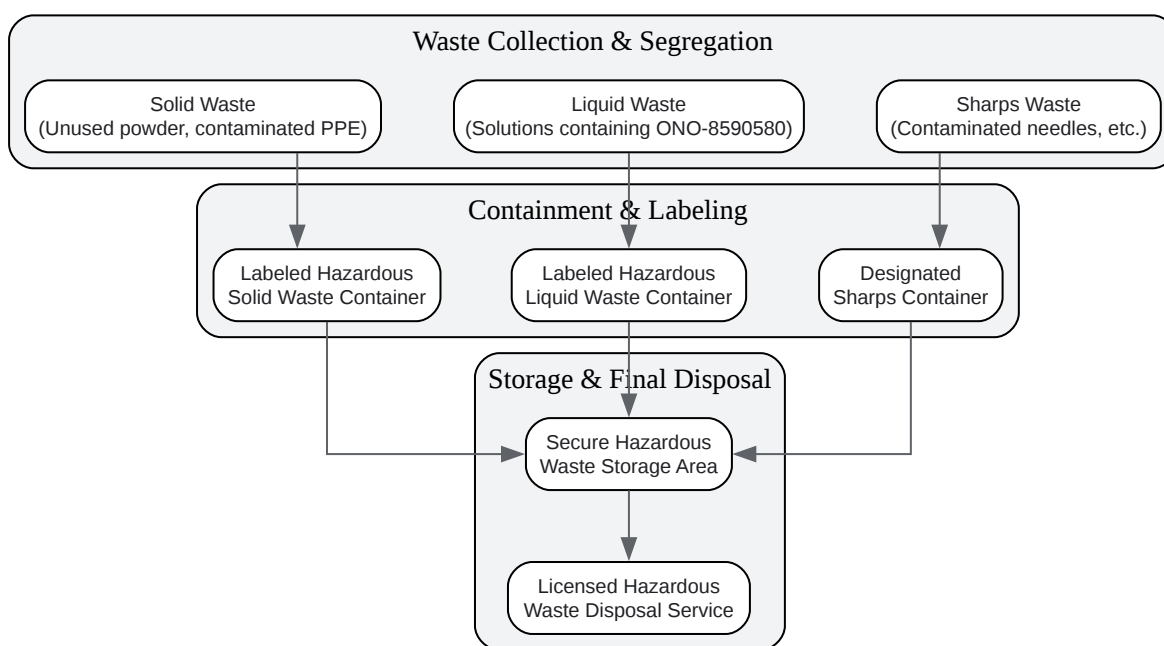 Waste Collection & Segregation
Solid Waste
(Unused powder, contaminated PPE)
Liquid Waste
(Solutions containing ONO-8590580)
Sharps Waste
(Contaminated needles, etc.)
Containment & Labeling
Labeled Hazardous
Solid Waste Container
Labeled Hazardous
Liquid Waste Container
Designated
Sharps Container
Storage & Final Disposal
Secure Hazardous
Waste Storage Area
Licensed Hazardous
Waste Disposal Service